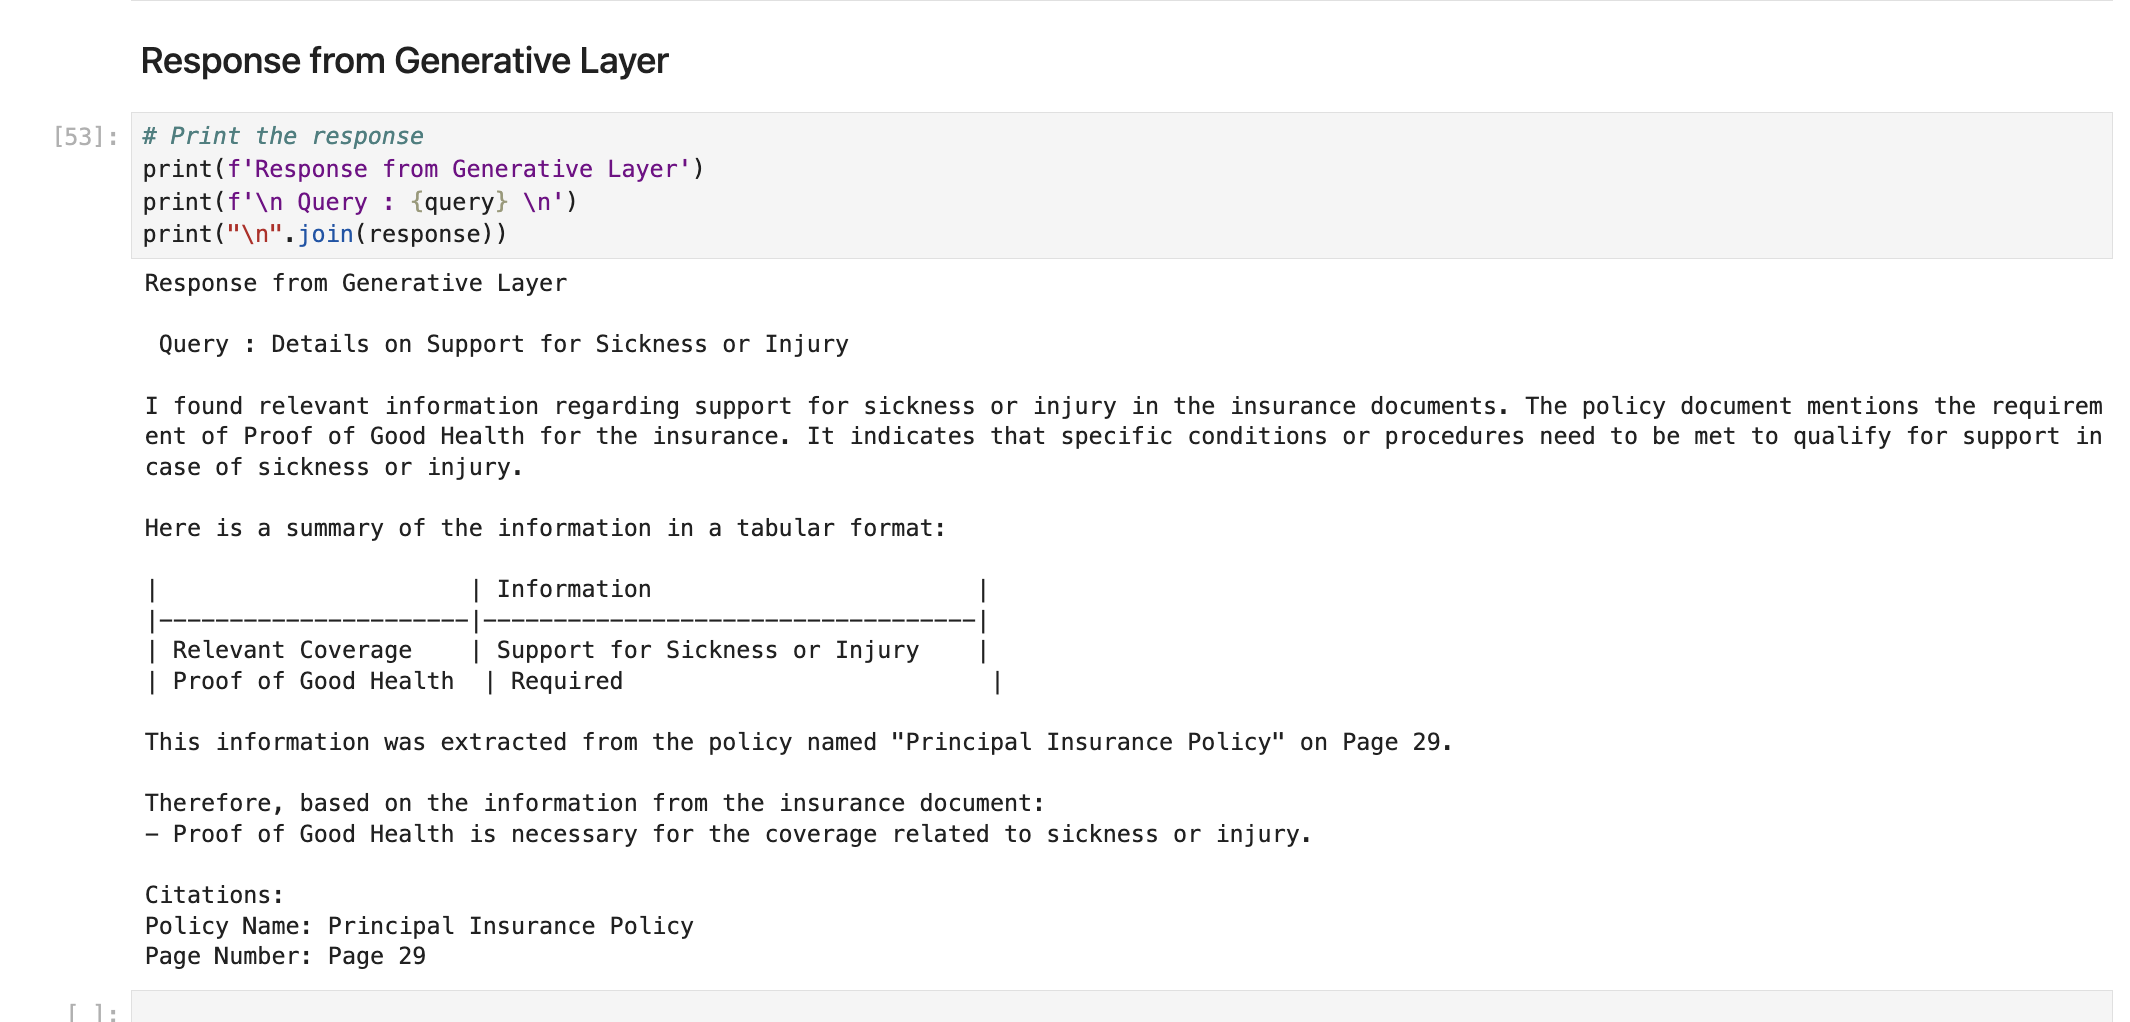 Response from Generative Layer
[53]:
# Print the response
print(f'Response from Generative Layer')
print(f'\n Query : {query} \n')
print("\n".join(response))
Response from Generative Layer
Query : Details on Support for Sickness or Injury
I found relevant information regarding support for sickness or injury in the insurance documents. The policy document mentions the requirem
ent of Proof of Good Health for the insurance. It indicates that specific conditions or procedures need to be met to qualify for support in
case of sickness or injury.
Here is a summary of the information in a tabular format:
|                      | Information                       |
|----------------------|-----------------------------------|
| Relevant Coverage    | Support for Sickness or Injury    |
| Proof of Good Health  | Required                          |
This information was extracted from the policy named "Principal Insurance Policy" on Page 29.
Therefore, based on the information from the insurance document:
- Proof of Good Health is necessary for the coverage related to sickness or injury.
Citations:
Policy Name: Principal Insurance Policy
Page Number: Page 29
[ ]: